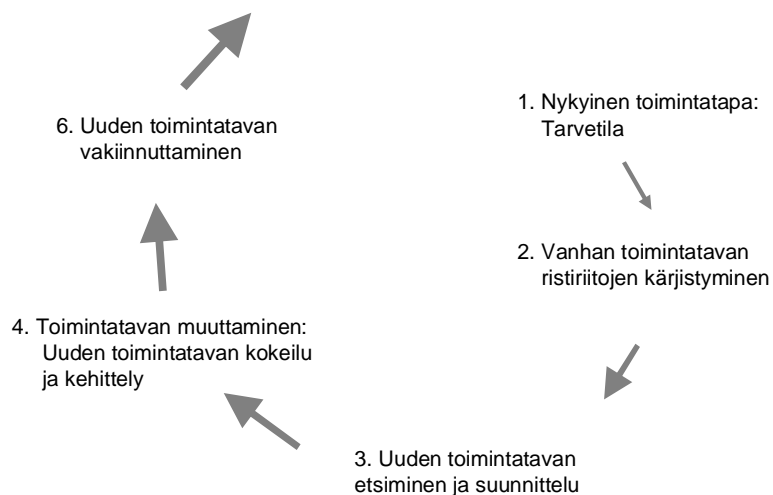 1. Nykyinen toimintatapa:
Tarvetila
2. Vanhan toimintatavan
ristiriitojen kärjistyminen
3. Uuden toimintatavan
etsiminen ja suunnittelu
4. Toimintatavan muuttaminen:
Uuden toimintatavan kokeilu
ja kehittely
6. Uuden toimintatavan
vakiinnuttaminen